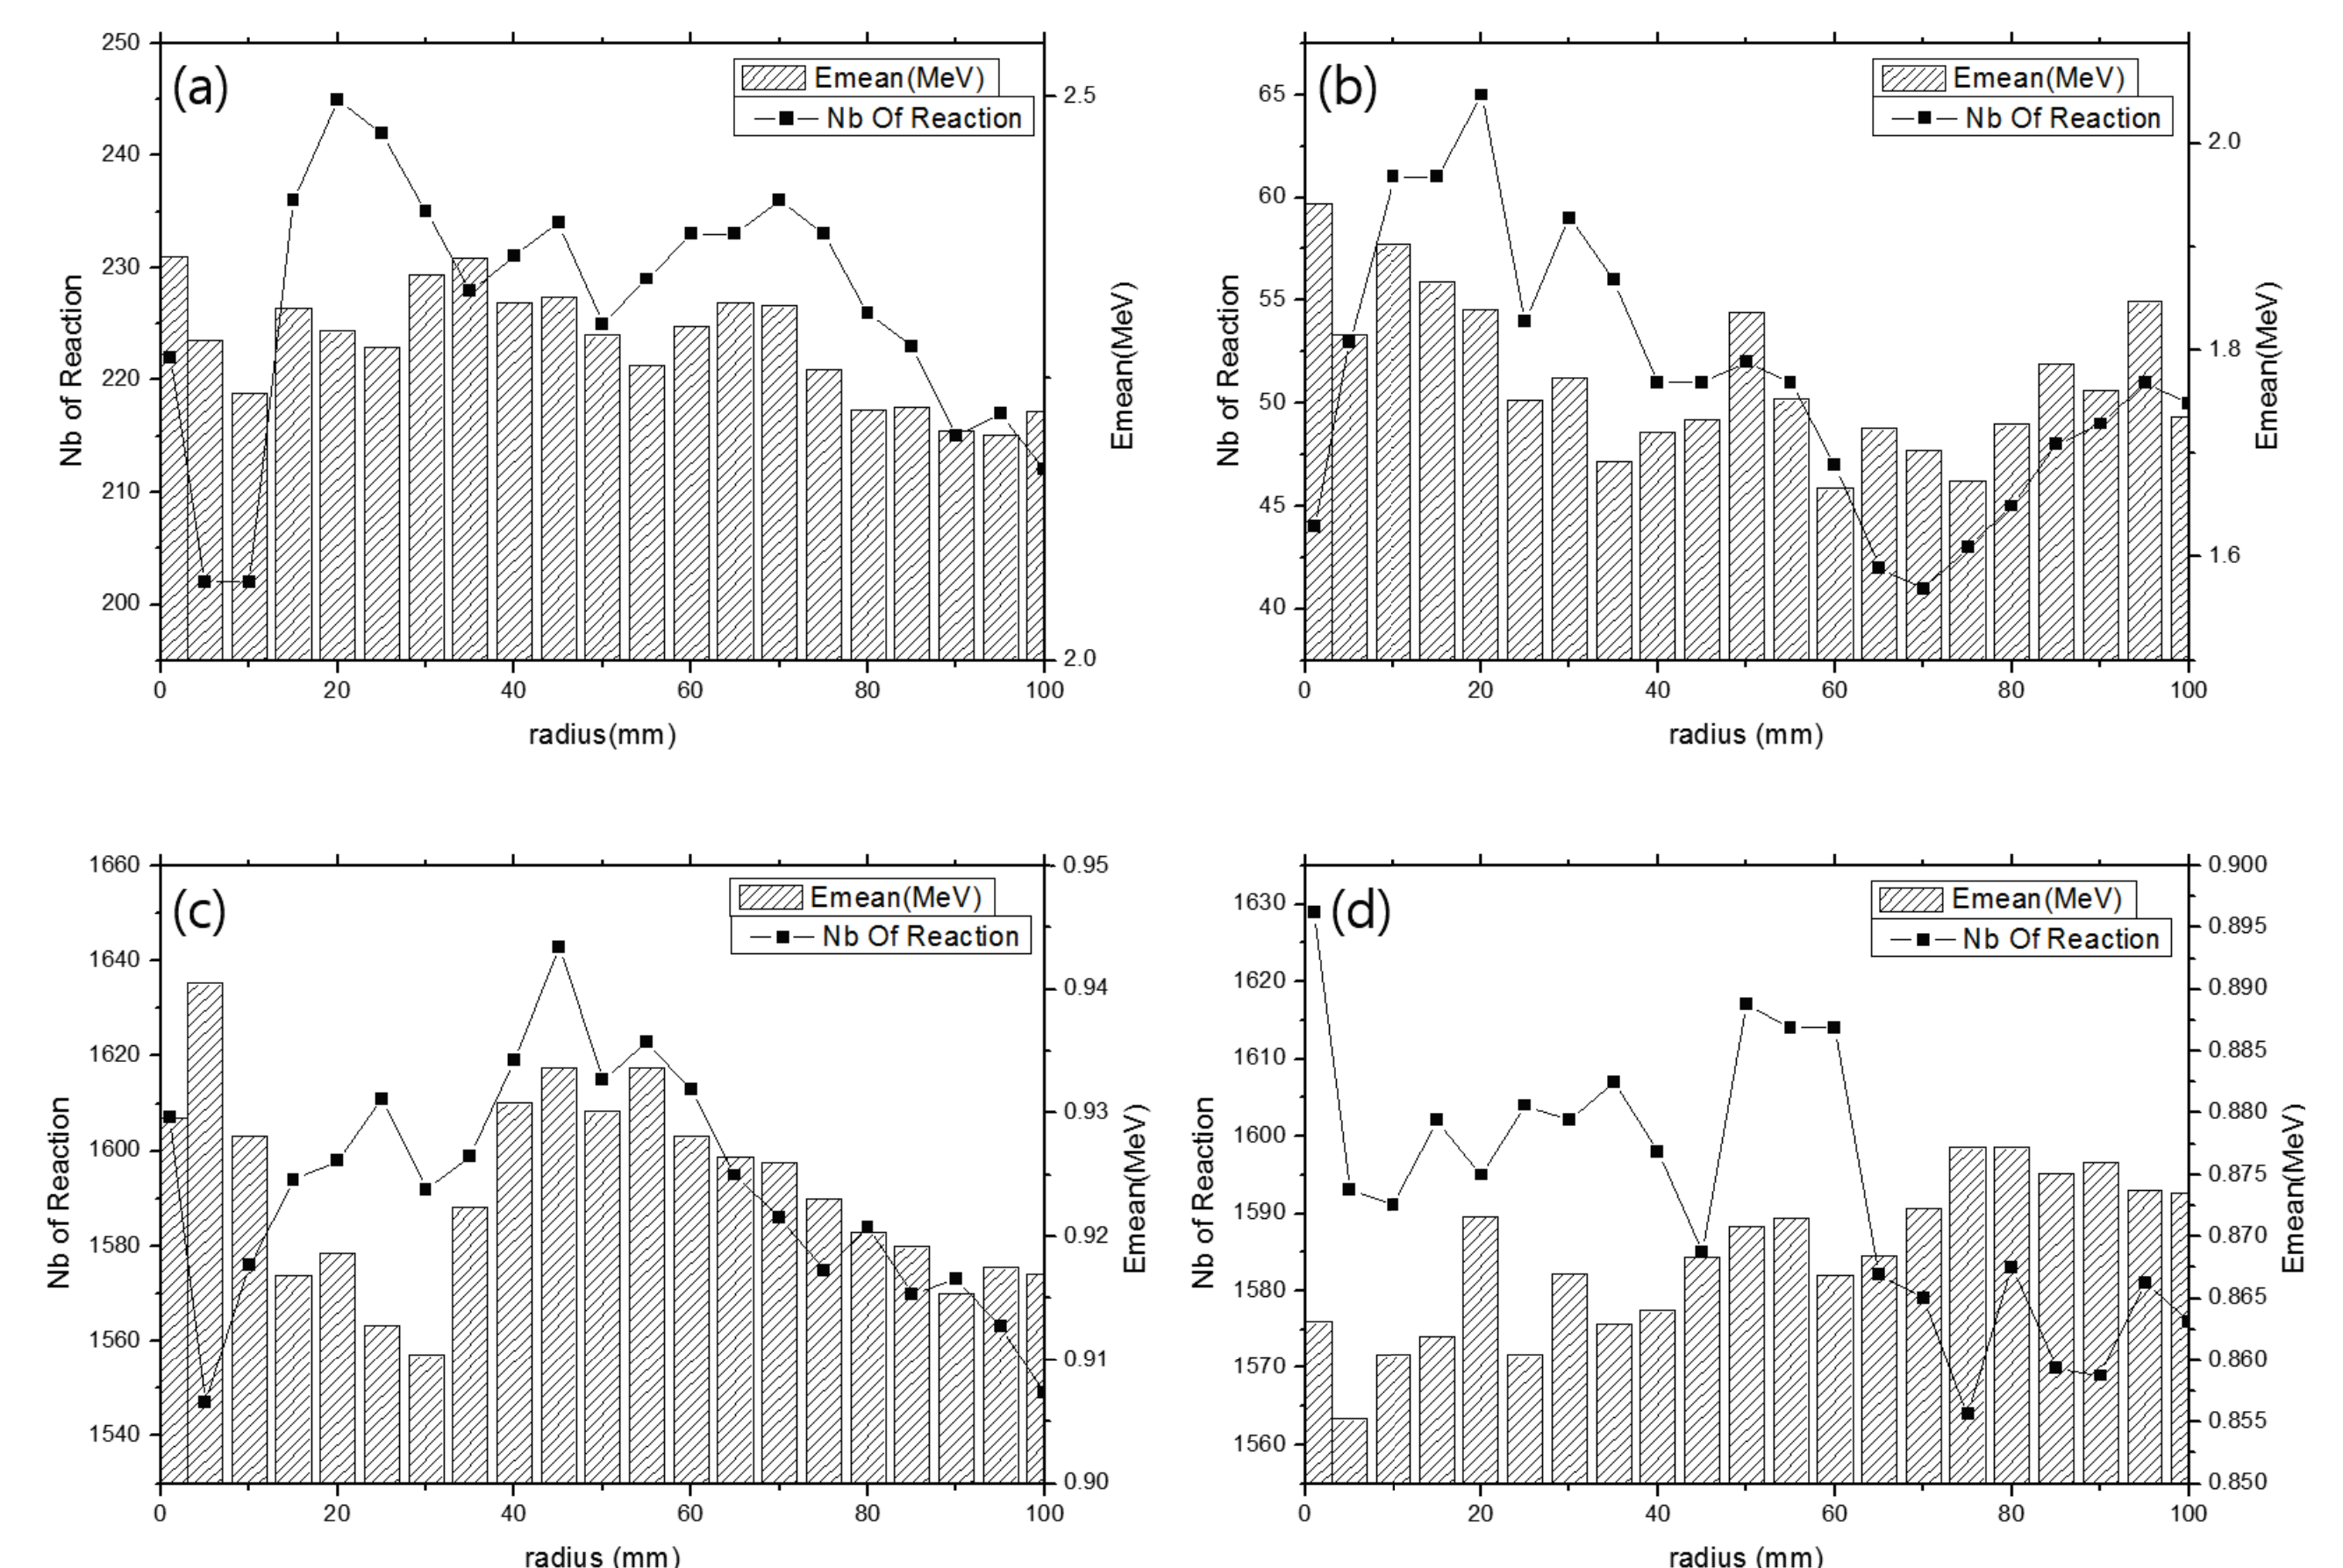 (a)
Emean(MeV)
Nb Of Reaction
250
240
230
220
210
200
Nb of Reaction
2.5
2.0
Emean(MeV)
0 20 40 60 80 100
radius(mm)
(b)
Emean(MeV)
Nb Of Reaction
65
60
55
50
45
40
Nb of Reaction
2.0
1.8
1.6
Emean(MeV)
0 20 40 60 80 100
radius (mm)
(c)
Emean(MeV)
Nb Of Reaction
1660
1640
1620
1600
1580
1560
1540
Nb of Reaction
0.95
0.94
0.93
0.92
0.91
0.90
Emean(MeV)
0 20 40 60 80 100
radius (mm)
(d)
Emean(MeV)
Nb Of Reaction
1630
1620
1610
1600
1590
1580
1570
1560
Nb of Reaction
0.900
0.895
0.890
0.885
0.880
0.875
0.870
0.865
0.860
0.855
0.850
Emean(MeV)
0 20 40 60 80 100
radius (mm)